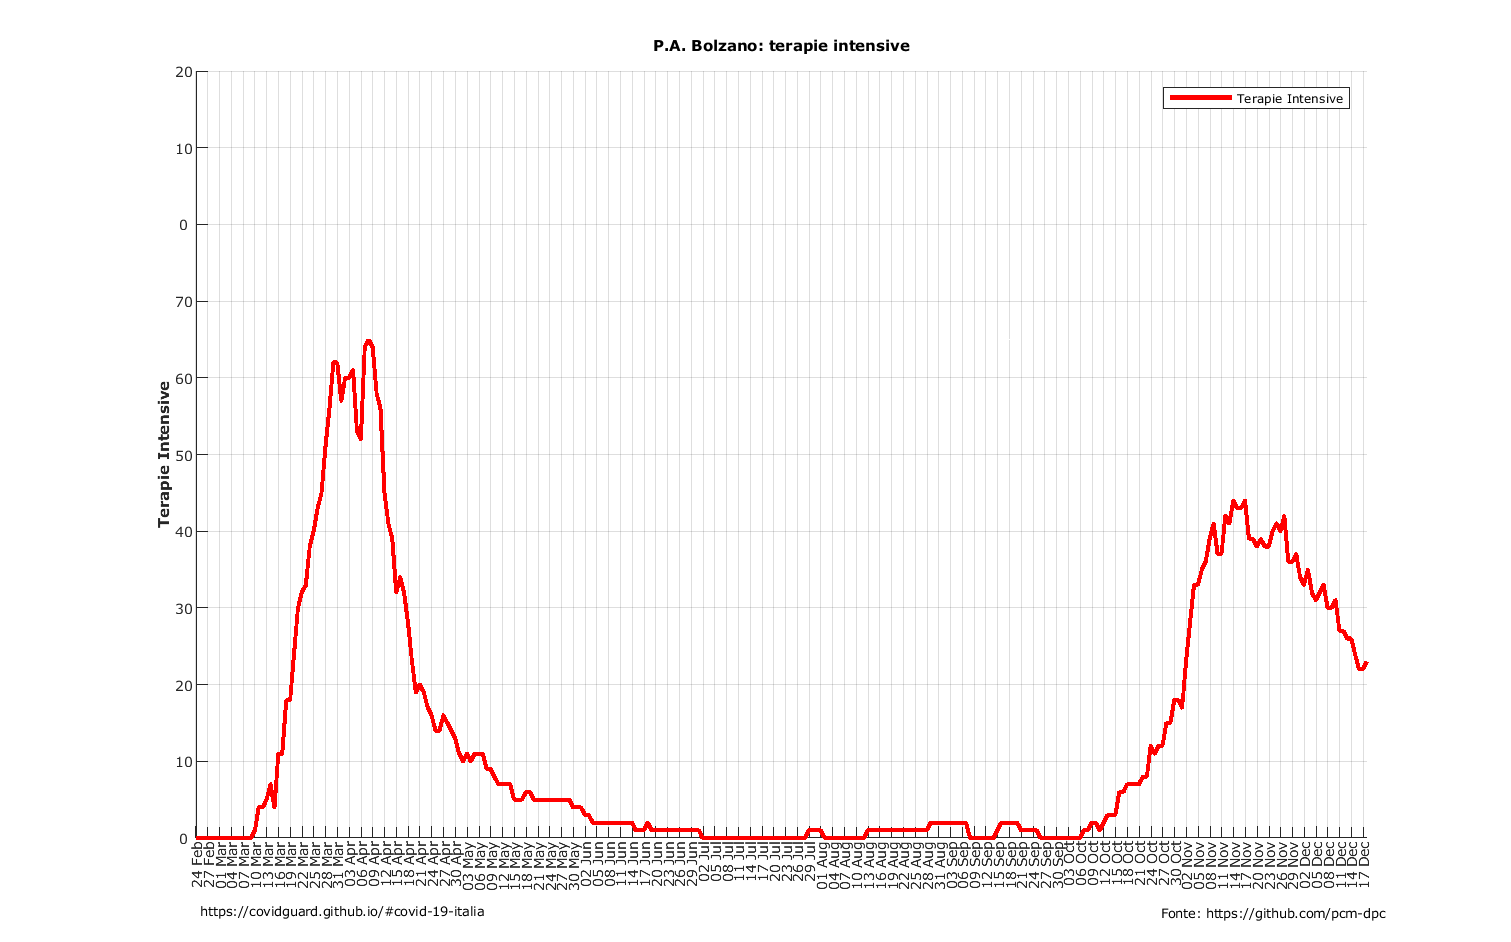 P.A. Bolzano: terapie intensive
Terapie Intensive
20
10
0
70
60
50
40
30
20
10
0
Terapie Intensive
24 Feb
27 Feb
01 Mar
04 Mar
07 Mar
10 Mar
13 Mar
16 Mar
19 Mar
22 Mar
25 Mar
28 Mar
31 Mar
03 Apr
06 Apr
09 Apr
12 Apr
15 Apr
18 Apr
21 Apr
24 Apr
27 Apr
30 Apr
03 May
06 May
09 May
12 May
15 May
18 May
21 May
24 May
27 May
30 May
02 Jun
05 Jun
08 Jun
11 Jun
14 Jun
17 Jun
20 Jun
23 Jun
26 Jun
29 Jun
02 Jul
05 Jul
08 Jul
11 Jul
14 Jul
17 Jul
20 Jul
23 Jul
26 Jul
29 Jul
01 Aug
04 Aug
07 Aug
10 Aug
13 Aug
16 Aug
19 Aug
22 Aug
25 Aug
28 Aug
31 Aug
03 Sep
06 Sep
09 Sep
12 Sep
15 Sep
18 Sep
21 Sep
24 Sep
27 Sep
30 Sep
03 Oct
06 Oct
09 Oct
12 Oct
15 Oct
18 Oct
21 Oct
24 Oct
27 Oct
30 Oct
02 Nov
05 Nov
08 Nov
11 Nov
14 Nov
17 Nov
20 Nov
23 Nov
26 Nov
29 Nov
02 Dec
05 Dec
08 Dec
11 Dec
14 Dec
17 Dec
https://covidguard.github.io/#covid-19-italia
Fonte: https://github.com/pcm-dpc